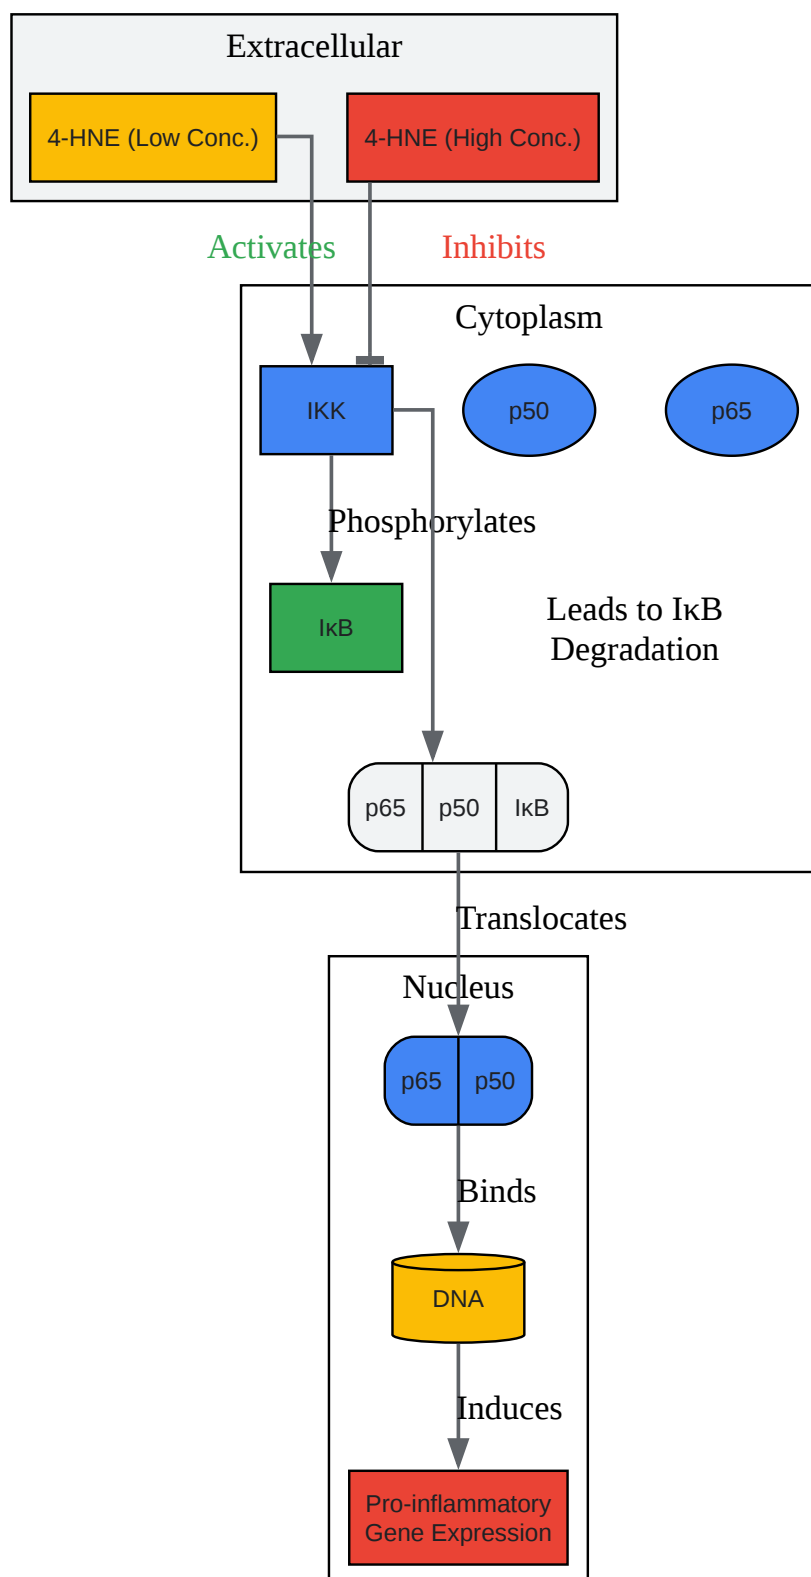 Extracellular
4-HNE (Low Conc.)
4-HNE (High Conc.)
Activates
Inhibits
Cytoplasm
IKK
p50
p65
Phosphorylates
IκB
Leads to IκB
Degradation
p65
p50
IκB
Translocates
Nucleus
p65
p50
Binds
DNA
Induces
Pro-inflammatory
Gene Expression